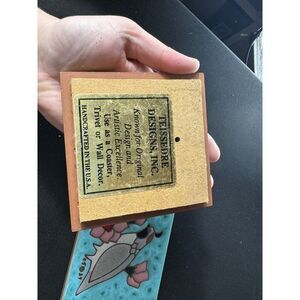 TEISSEDRE
DESIGNS, INC.
Known for Original
Design and
Artistic Excellence
Use as a Coaster,
Trivet or Wall Decor.
HANDCRAFTED IN THE U.S.A.